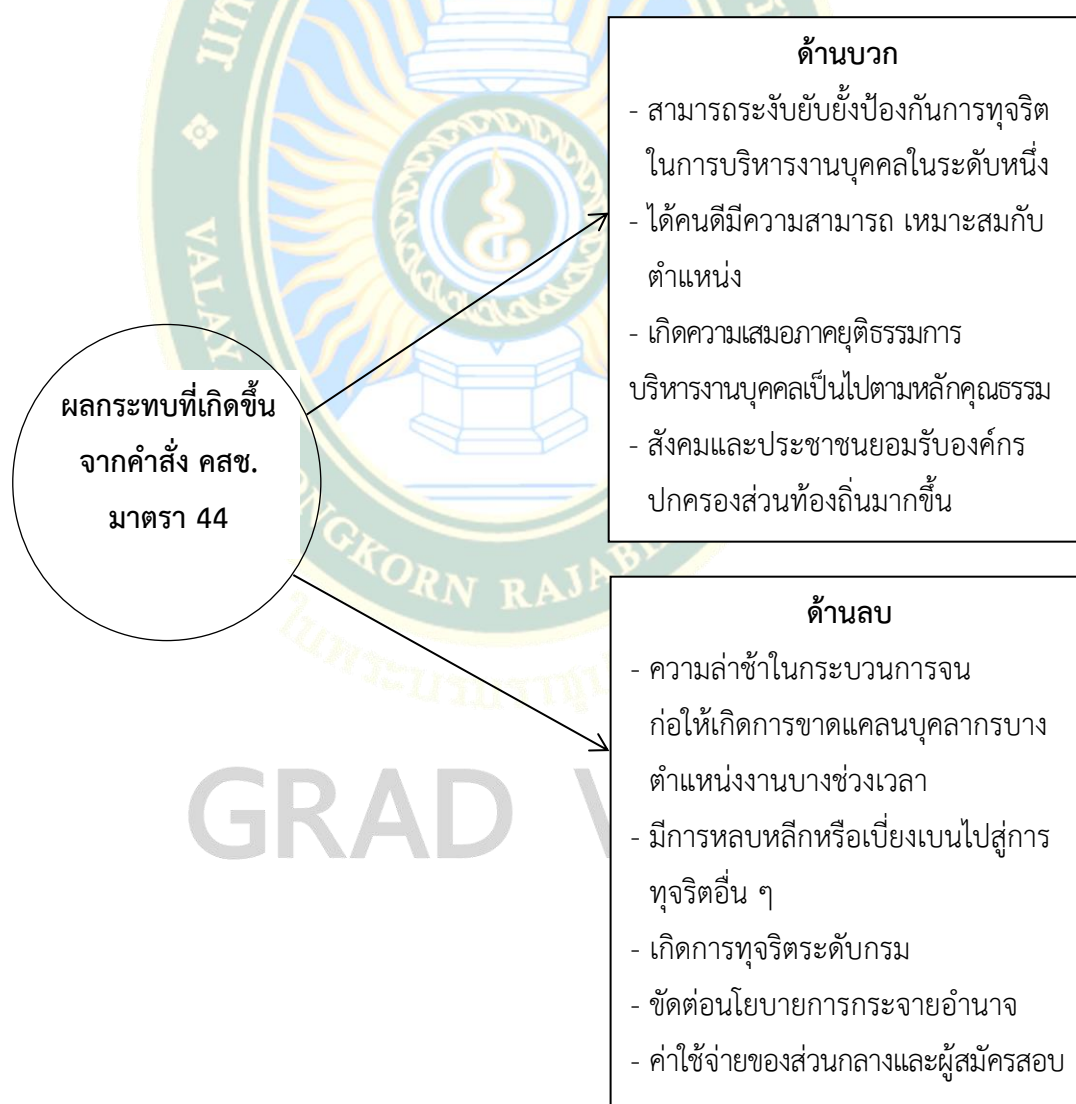 ด้านบวก
- สามารถระงับยับยั้งป้องกันการทุจริต
ในการบริหารงานบุคคลในระดับหนึ่ง
- ได้คนดีมีความสามารถ เหมาะสมกับ
ตำแหน่ง
- เกิดความเสมอภาคยุติธรรมการ
บริหารงานบุคคลเป็นไปตามหลักคุณธรรม
- สังคมและประชาชนยอมรับองค์กร
ปกครองส่วนท้องถิ่นมากขึ้น
ผลกระทบที่เกิดขึ้น
จากคำสั่ง คสช.
มาตรา 44
ด้านลบ
- ความล่าช้าในกระบวนการจน
ก่อให้เกิดการขาดแคลนบุคลากรบาง
ตำแหน่งงานบางช่วงเวลา
- มีการหลบหลีกหรือเบี่ยงเบนไปสู่การ
ทุจริตอื่น ๆ
- เกิดการทุจริตระดับกรม
- ขัดต่อนโยบายการกระจายอำนาจ
- ค่าใช้จ่ายของส่วนกลางและผู้สมัครสอบ
GRAD